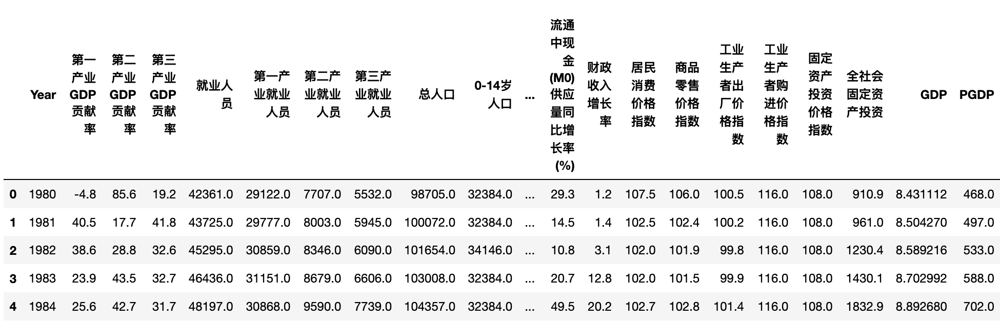 Year 第一产业GDP贡献率 第二产业GDP贡献率 第三产业GDP贡献率 就业人员 第一产业就业人员 第二产业就业人员 第三产业就业人员 总人口 0-14岁人口 ... 流通中现金(M0)供应量同比增长率(%) 财政收入增长率 居民消费价格指数 商品零售价格指数 工业生产者出厂价格指数 工业生产者购进价格指数 固定资产投资价格指数 全社会固定资产投资 GDP PGDP
0 1980 -4.8 85.6 19.2 42361.0 29122.0 7707.0 5532.0 98705.0 32384.0 ... 29.3 1.2 107.5 106.0 100.5 116.0 108.0 910.9 8.431112 468.0
1 1981 40.5 17.7 41.8 43725.0 29777.0 8003.0 5945.0 100072.0 32384.0 ... 14.5 1.4 102.5 102.4 100.2 116.0 108.0 961.0 8.504270 497.0
2 1982 38.6 28.8 32.6 45295.0 30859.0 8346.0 6090.0 101654.0 34146.0 ... 10.8 3.1 102.0 101.9 99.8 116.0 108.0 1230.4 8.589216 533.0
3 1983 23.9 43.5 32.7 46436.0 31151.0 8679.0 6606.0 103008.0 32384.0 ... 20.7 12.8 102.0 101.5 99.9 116.0 108.0 1430.1 8.702992 588.0
4 1984 25.6 42.7 31.7 48197.0 30868.0 9590.0 7739.0 104357.0 32384.0 ... 49.5 20.2 102.7 102.8 101.4 116.0 108.0 1832.9 8.892680 702.0